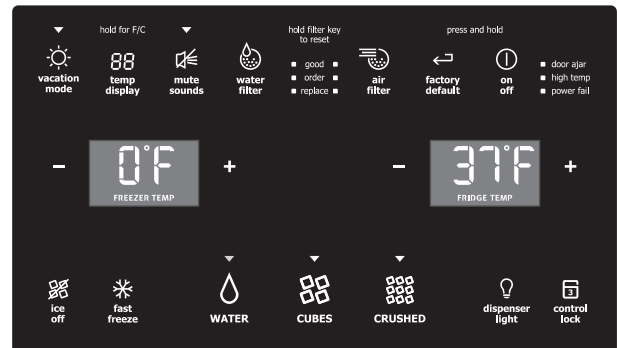 hold for F/C
hold filter key
to reset
press and hold
88
vacation
mode
temp
display
mute
sounds
water
filter
good
order
replace
air
filter
factory
default
on
off
door ajar
high temp
power fail
- 0°F +
FREEZER TEMP
- 37°F +
FRIDGE TEMP
ice
off
fast
freeze
WATER
CUBES
CRUSHED
dispenser
light
3
control
lock